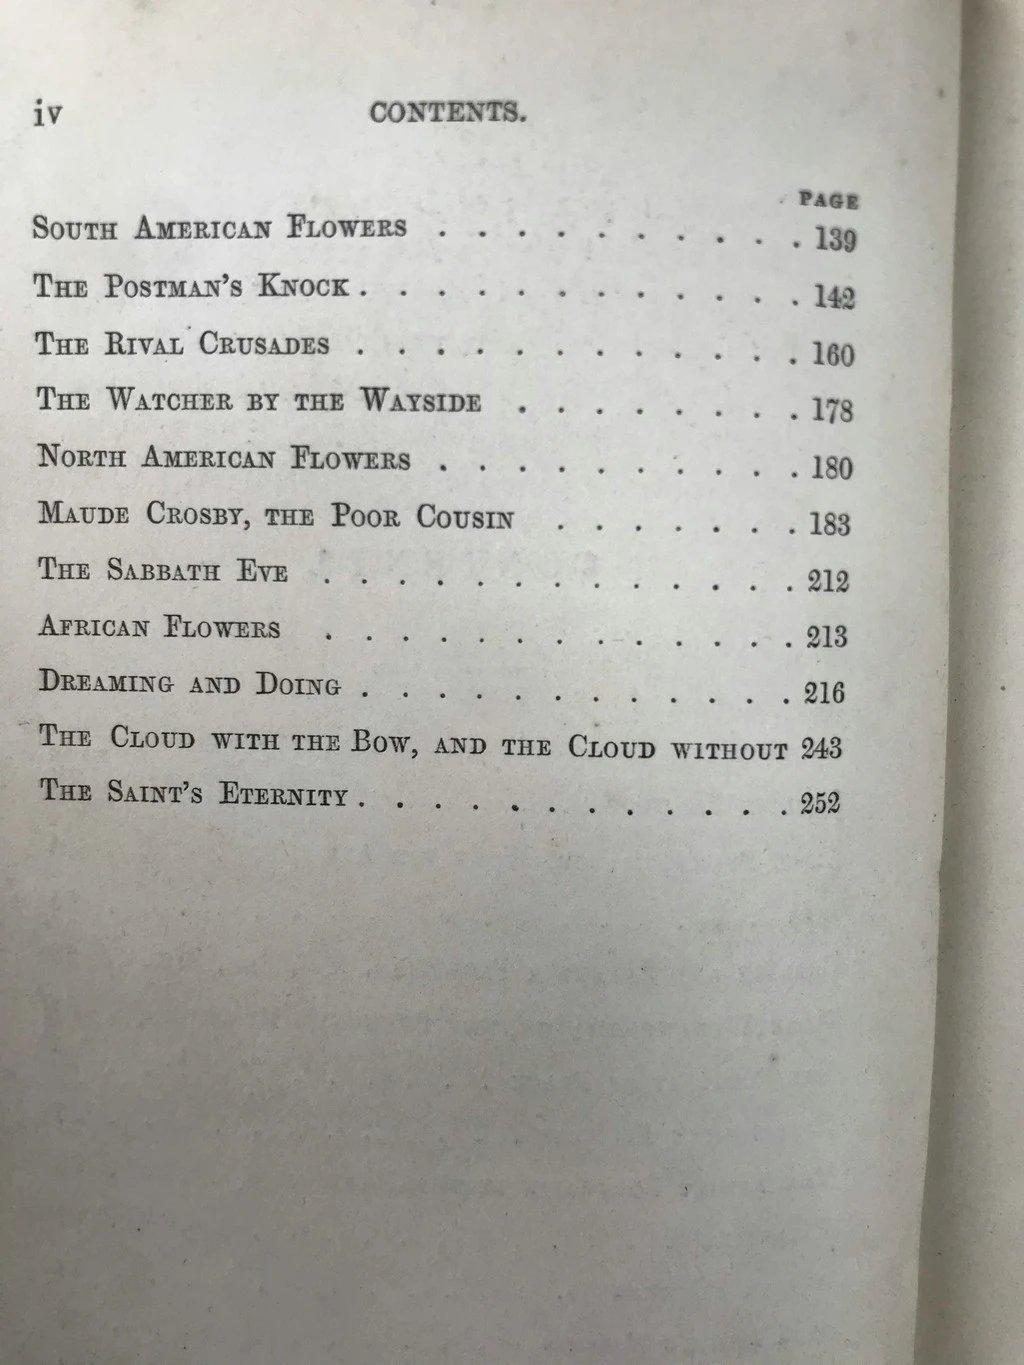 iv CONTENTS.
PAGE
SOUTH AMERICAN FLOWERS . . . . . . . . . . 139
THE POSTMAN'S KNOCK . . . . . . . . . . . . 142
THE RIVAL CRUSADES . . . . . . . . . . . . 160
THE WATCHER BY THE WAYSIDE . . . . . . . . 178
NORTH AMERICAN FLOWERS . . . . . . . . . . 180
MAUDE CROSBY, THE POOR COUSIN . . . . . . . 183
THE SABBATH EVE . . . . . . . . . . . . . 212
AFRICAN FLOWERS . . . . . . . . . . . . . 213
DREAMING AND DOING . . . . . . . . . . . . 216
THE CLOUD WITH THE BOW, AND THE CLOUD WITHOUT 243
THE SAINT'S ETERNITY . . . . . . . . . . . . 252